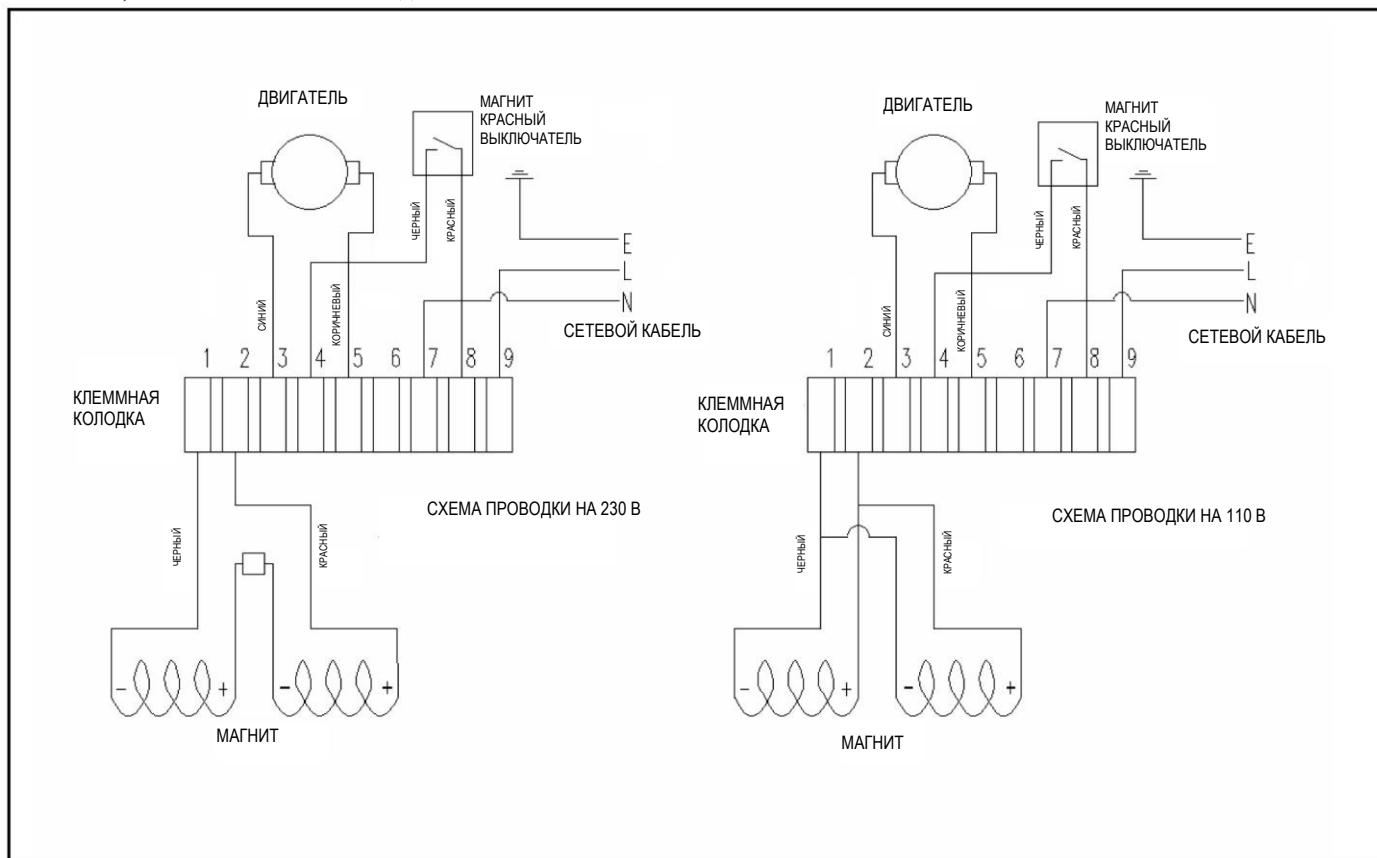 ДВИГАТЕЛЬ
МАГНИТ
КРАСНЫЙ
ВЫКЛЮЧАТЕЛЬ
ЧЕРНЫЙ
КРАСНЫЙ
E
L
N
СИНИЙ
КОРИЧНЕВЫЙ
СЕТЕВОЙ КАБЕЛЬ
1 2 3 4 5 6 7 8 9
КЛЕММНАЯ
КОЛОДКА
СХЕМА ПРОВОДКИ НА 230 В
ЧЕРНЫЙ
КРАСНЫЙ
- + - +
МАГНИТ
ДВИГАТЕЛЬ
МАГНИТ
КРАСНЫЙ
ВЫКЛЮЧАТЕЛЬ
ЧЕРНЫЙ
КРАСНЫЙ
E
L
N
СИНИЙ
КОРИЧНЕВЫЙ
СЕТЕВОЙ КАБЕЛЬ
1 2 3 4 5 6 7 8 9
КЛЕММНАЯ
КОЛОДКА
СХЕМА ПРОВОДКИ НА 110 В
ЧЕРНЫЙ
КРАСНЫЙ
- + - +
МАГНИТ